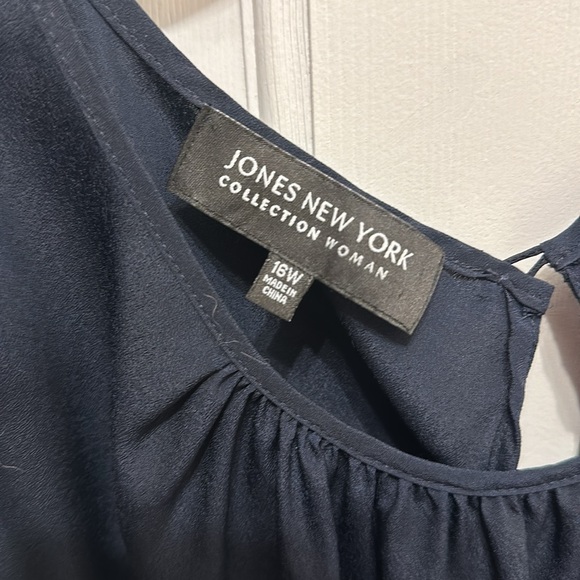 JONES NEW YORK
COLLECTION WOMAN
16W
MADE IN
CHINA